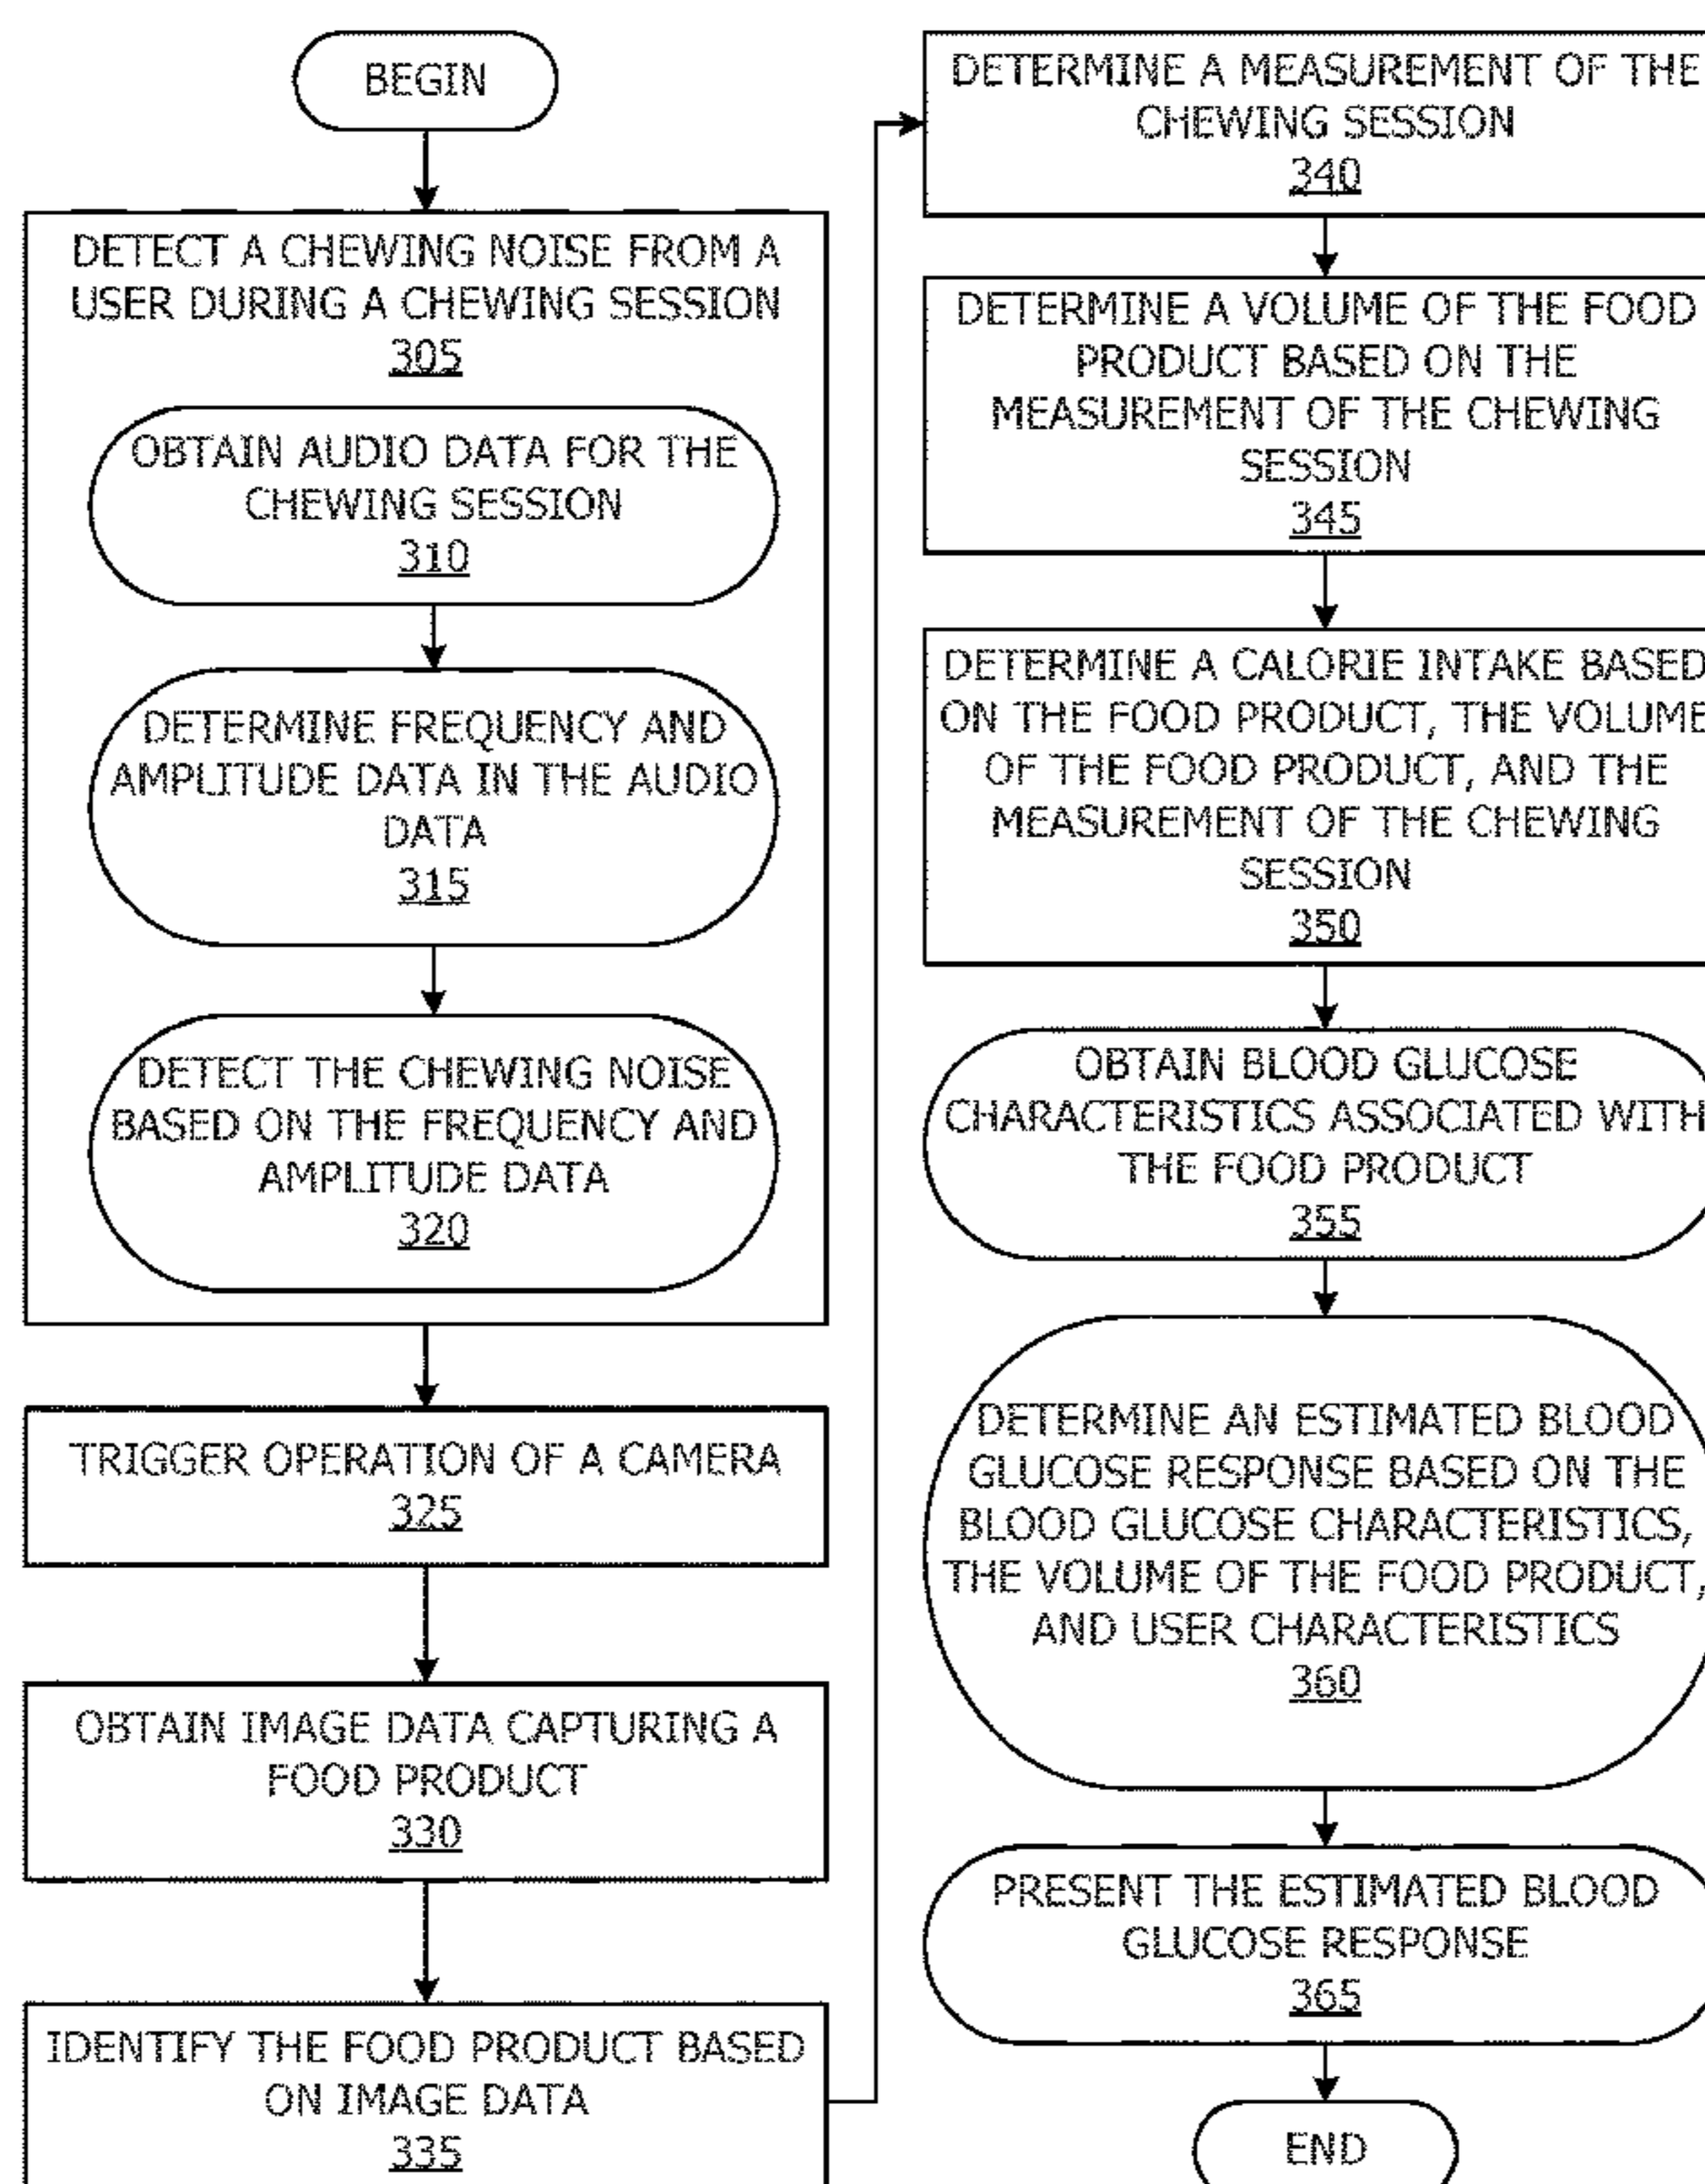 BEGIN
DETECT A CHEWING NOISE FROM A
USER DURING A CHEWING SESSION
305
OBTAIN AUDIO DATA FOR THE
CHEWING SESSION
310
DETERMINE FREQUENCY AND
AMPLITUDE DATA IN THE AUDIO
DATA
315
DETECT THE CHEWING NOISE
BASED ON THE FREQUENCY AND
AMPLITUDE DATA
320
TRIGGER OPERATION OF A CAMERA
325
OBTAIN IMAGE DATA CAPTURING A
FOOD PRODUCT
330
IDENTIFY THE FOOD PRODUCT BASED
ON IMAGE DATA
335
DETERMINE A MEASUREMENT OF THE
CHEWING SESSION
340
DETERMINE A VOLUME OF THE FOOD
PRODUCT BASED ON THE
MEASUREMENT OF THE CHEWING
SESSION
345
DETERMINE A CALORIE INTAKE BASED
ON THE FOOD PRODUCT, THE VOLUME
OF THE FOOD PRODUCT, AND THE
MEASUREMENT OF THE CHEWING
SESSION
350
OBTAIN BLOOD GLUCOSE
CHARACTERISTICS ASSOCIATED WITH
THE FOOD PRODUCT
355
DETERMINE AN ESTIMATED BLOOD
GLUCOSE RESPONSE BASED ON THE
BLOOD GLUCOSE CHARACTERISTICS,
THE VOLUME OF THE FOOD PRODUCT,
AND USER CHARACTERISTICS
360
PRESENT THE ESTIMATED BLOOD
GLUCOSE RESPONSE
365
END